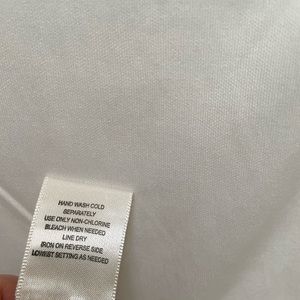 HAND WASH COLD
SEPARATELY
USE ONLY NON-CHLORINE
BLEACH WHEN NEEDED
LINE DRY
IRON ON REVERSE SIDE
LOWEST SETTING AS NEEDED